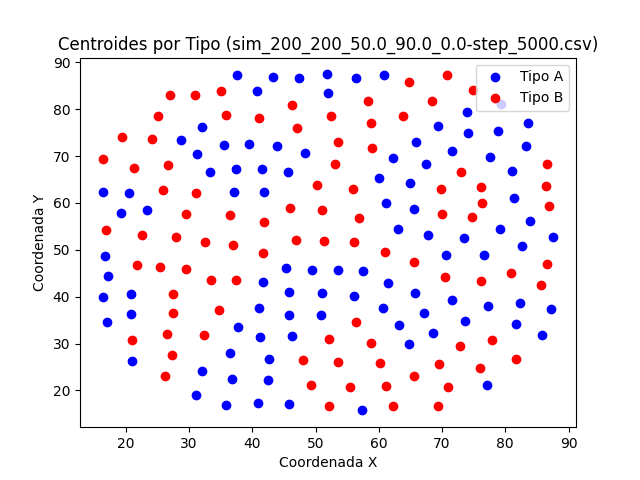 Centroides por Tipo (sim_200_200_50.0_90.0_0.0-step_5000.csv)
Tipo A
Tipo B
90
80
70
60
50
40
30
20
Coordenada Y
20 30 40 50 60 70 80 90
Coordenada X